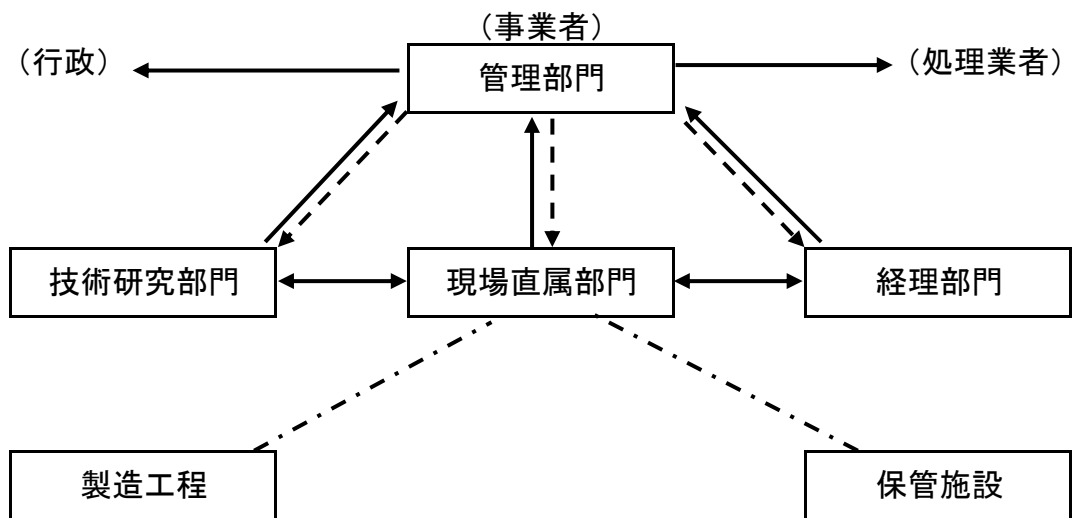 （事業者）
（行政）
管理部門
（処理業者）
技術研究部門
現場直属部門
経理部門
製造工程
保管施設